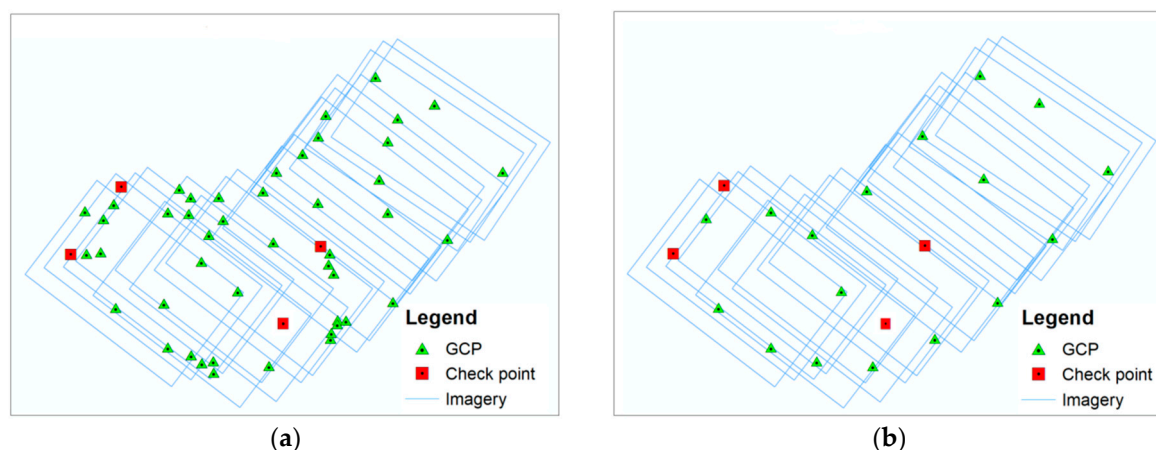 Legend
GCP
Check point
Imagery
(a)
Legend
GCP
Check point
Imagery
(b)